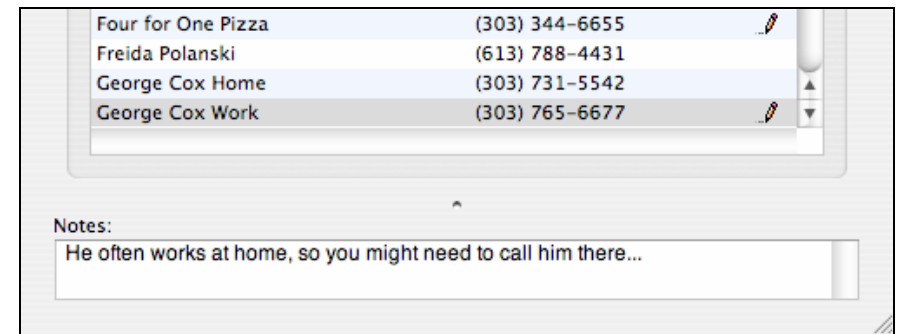 Four for One Pizza (303) 344-6655
Freida Polanski (613) 788-4431
George Cox Home (303) 731-5542
George Cox Work (303) 765-6677
Notes:
He often works at home, so you might need to call him there...